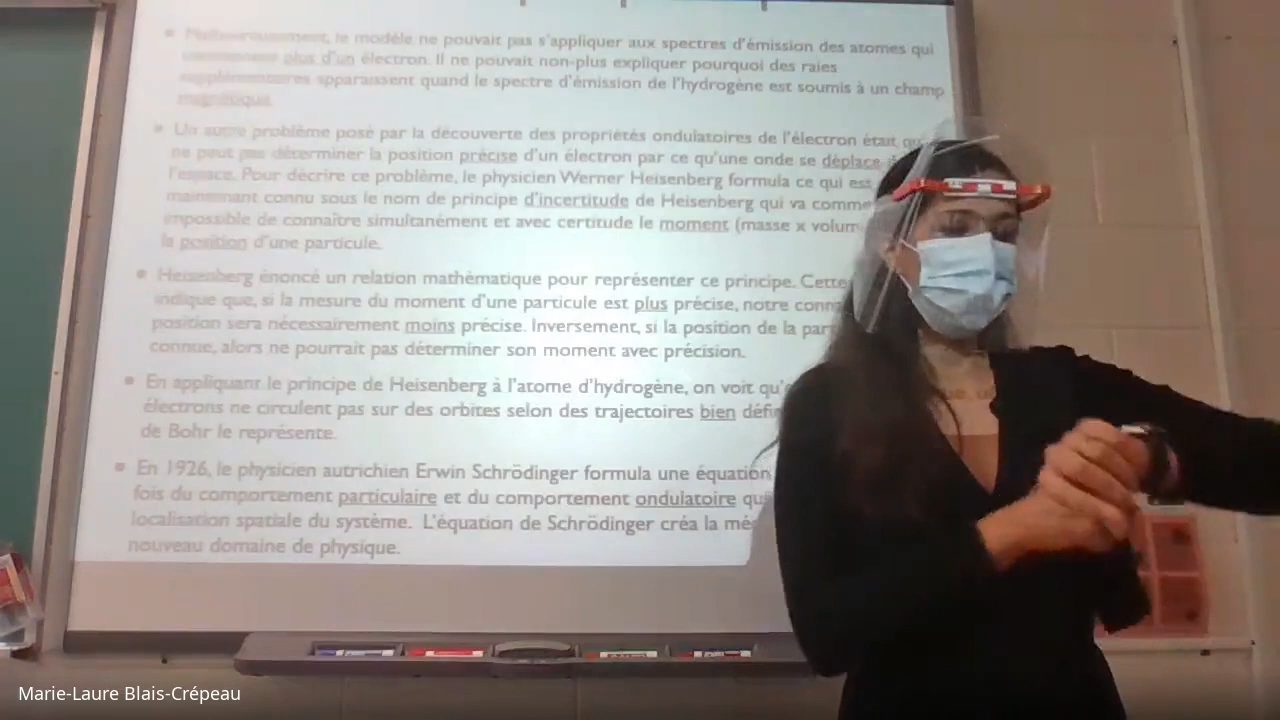 le modèle ne pouvait pas s'appliquer aux spectres d'émission des atomes qui
plus d'un électron. Il ne pouvait non-plus expliquer pourquoi des raies
supplémentaires apparaissent quand le spectre d'émission de l'hydrogène est soumis à un champ
magnétique.
Un autre problème posé par la découverte des propriétés ondulatoires de l'électron était
ne peut pas déterminer la position précise d'un électron par ce qu'une onde se déplace
l'espace. Pour décrire ce problème, le physicien Werner Heisenberg formula ce qui est
maintenant connu sous le nom de principe d'incertitude de Heisenberg qui va comme
impossible de connaître simultanément et avec certitude le moment (masse x volum
la position d'une particule.
Heisenberg énoncé un relation mathématique pour représenter ce principe. Cette
indique que, si la mesure du moment d'une particule est plus précise, notre conn
position sera nécessairement moins précise. Inversement, si la position de la part
connue, alors ne pourrait pas déterminer son moment avec précision.
En appliquant le principe de Heisenberg à l'atome d'hydrogène, on voit qu'
électrons ne circulent pas sur des orbites selon des trajectoires bien défin
de Bohr le représente.
En 1926, le physicien autrichien Erwin Schrödinger formula une équation
fois du comportement particulaire et du comportement ondulatoire qu
localisation spatiale du système. L'équation de Schrödinger créa la mé
nouveau domaine de physique.
Marie-Laure Blais-Crépeau